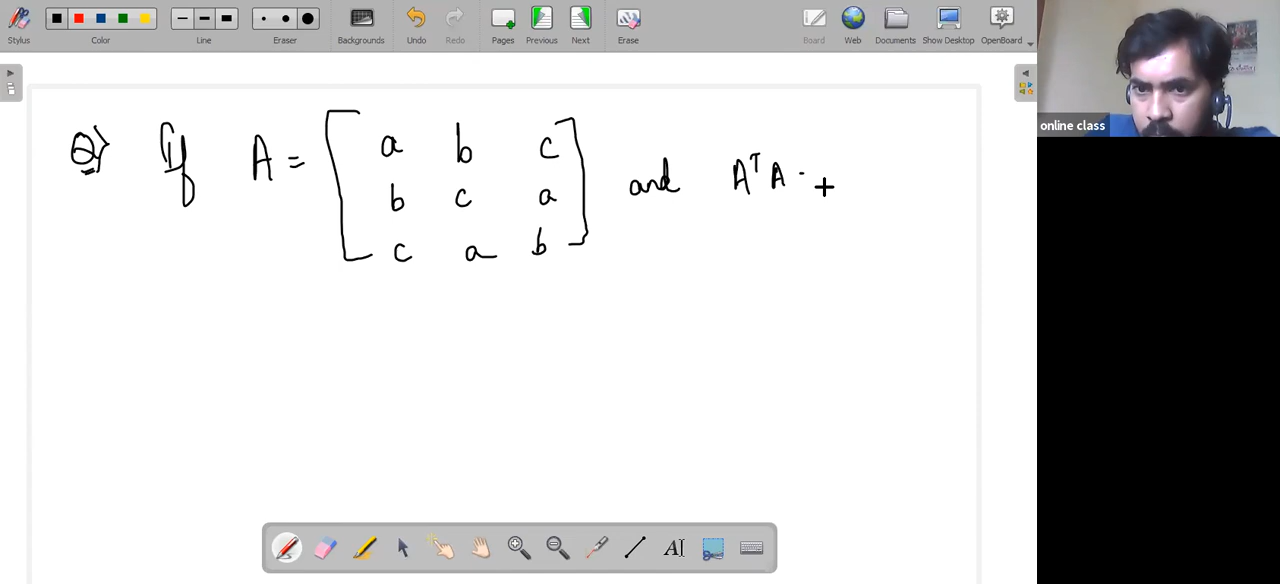 Stylus Color Line Eraser Backgrounds Undo Redo Pages Previous Next Erase Board Web Documents Show Desktop OpenBoard
online class
Q) If A = [ a b c
b c a
c a b ] and AᵀA